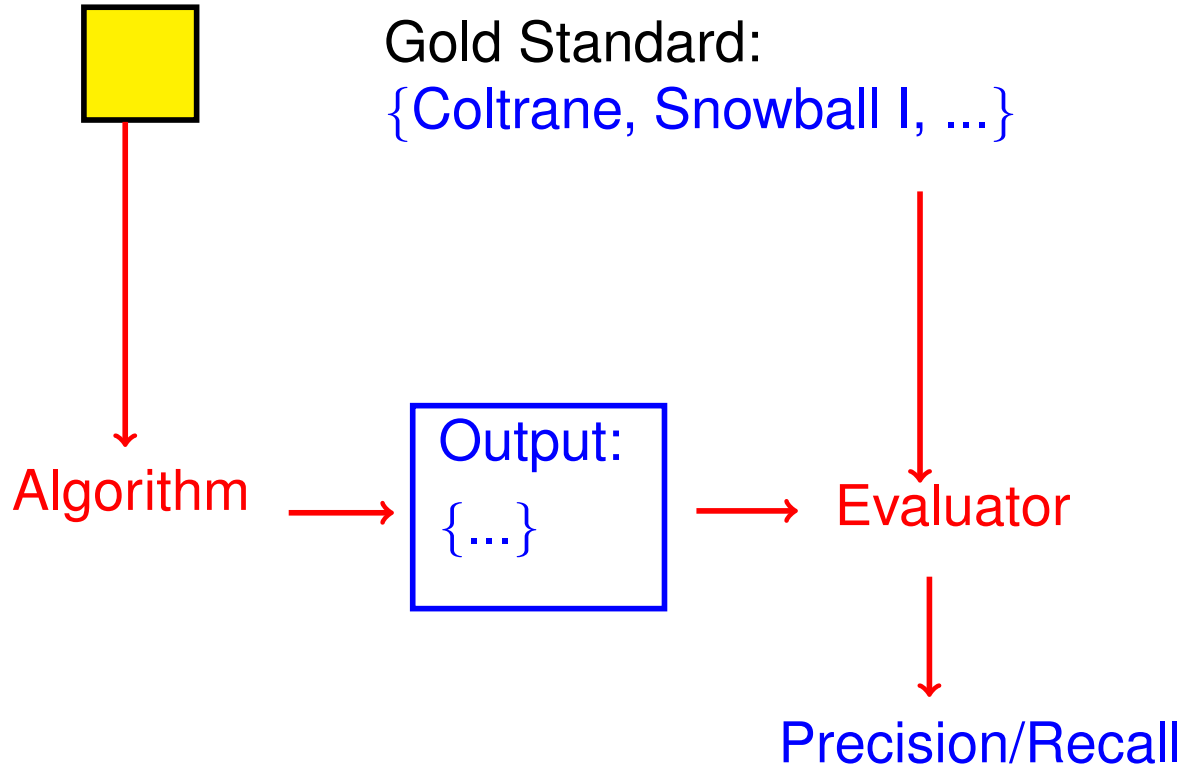 Gold Standard:
{Coltrane, Snowball I, ...}
Output:
Algorithm
{...}
Evaluator
Precision/Recall